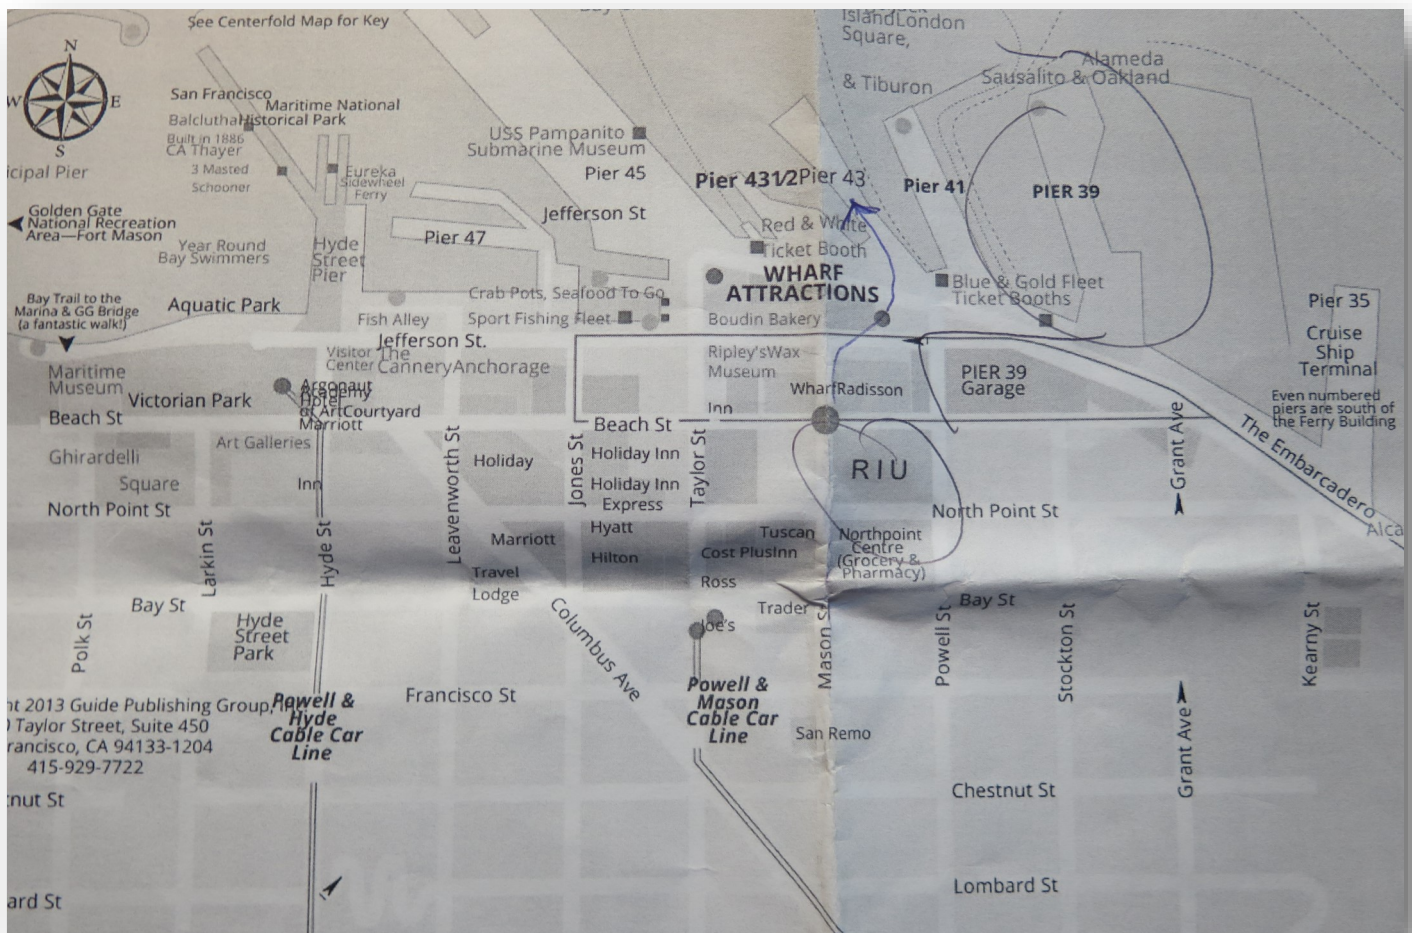 See Centerfold Map for Key
IslandLondon
Square,
& Tiburon
Alameda
Sausalito & Oakland
N
W
E
S
San Francisco
Maritime National
Historical Park
Balclutha
Built in 1886
CA Thayer
3 Masted
Schooner
Eureka
Sidewheel
Ferry
icipal Pier
USS Pampanito
Submarine Museum
Pier 45
Pier 431/2
Pier 43
Pier 41
PIER 39
Golden Gate
National Recreation
Area—Fort Mason
Year Round
Bay Swimmers
Hyde
Street
Pier
Pier 47
Jefferson St
Red & White
Ticket Booth
WHARF
ATTRACTIONS
Blue & Gold Fleet
Ticket Booths
Pier 35
Cruise
Ship
Terminal
Even numbered
piers are south of
the Ferry Building
Bay Trail to the
Marina & GG Bridge
(a fantastic walk!)
Aquatic Park
Crab Pots, Seafood To Go
Fish Alley
Sport Fishing Fleet
Boudin Bakery
Jefferson St.
Visitor
Center
The
CanneryAnchorage
Ripley'sWax
Museum
PIER 39
Garage
Maritime
Museum
Victorian Park
Argonaut
Hotel
Academy
of ArtCourtyard
Marriott
WharfRadisson
Inn
Beach St
Beach St
Grant Ave
The Embarcadero
Art Galleries
Ghirardelli
Square
Inn
Leavenworth St
Holiday
Jones St
Holiday Inn
Holiday Inn
Express
Taylor St
RIU
North Point St
North Point St
Larkin St
Hyde St
Marriott
Hyatt
Hilton
Tuscan
Inn
Cost Plus
Northpoint
Centre
(Grocery &
Pharmacy)
Alca
Travel
Lodge
Ross
Trader
Joe's
Bay St
Bay St
Polk St
Hyde
Street
Park
Columbus Ave
Mason St
Powell St
Stockton St
Kearny St
Francisco St
Powell &
Mason
Cable Car
Line
Powell &
Hyde
Cable Car
Line
San Remo
nt 2013 Guide Publishing Group,
Taylor Street, Suite 450
rancisco, CA 94133-1204
415-929-7722
Grant Ave
Chestnut St
tnut St
Lombard St
ard St